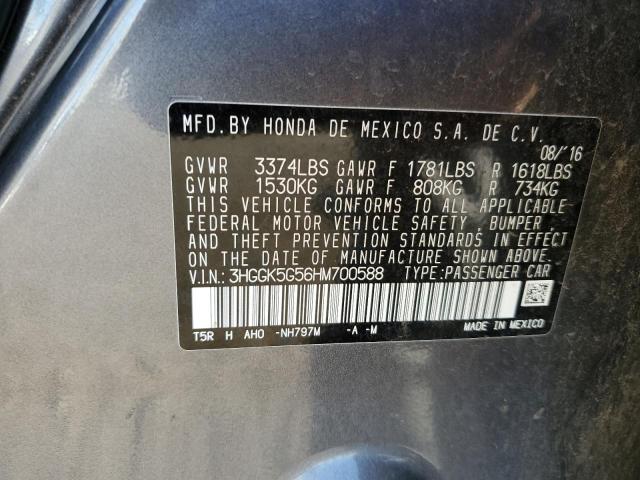 MFD.BY HONDA DE MEXICO S.A. DE C.V.
08/'16
GVWR 3374LBS GAWR F 1781LBS R 1618LBS
GVWR 1530KG GAWR F 808KG R 734KG
THIS VEHICLE CONFORMS TO ALL APPLICABLE
FEDERAL MOTOR VEHICLE SAFETY , BUMPER ,
AND THEFT PREVENTION STANDARDS IN EFFECT
ON THE DATE OF MANUFACTURE SHOWN ABOVE.
V.I.N.: 3HGGK5G56HM700588 TYPE:PASSENGER CAR
T5R H AH0 -NH797M -A -M MADE IN MEXICO